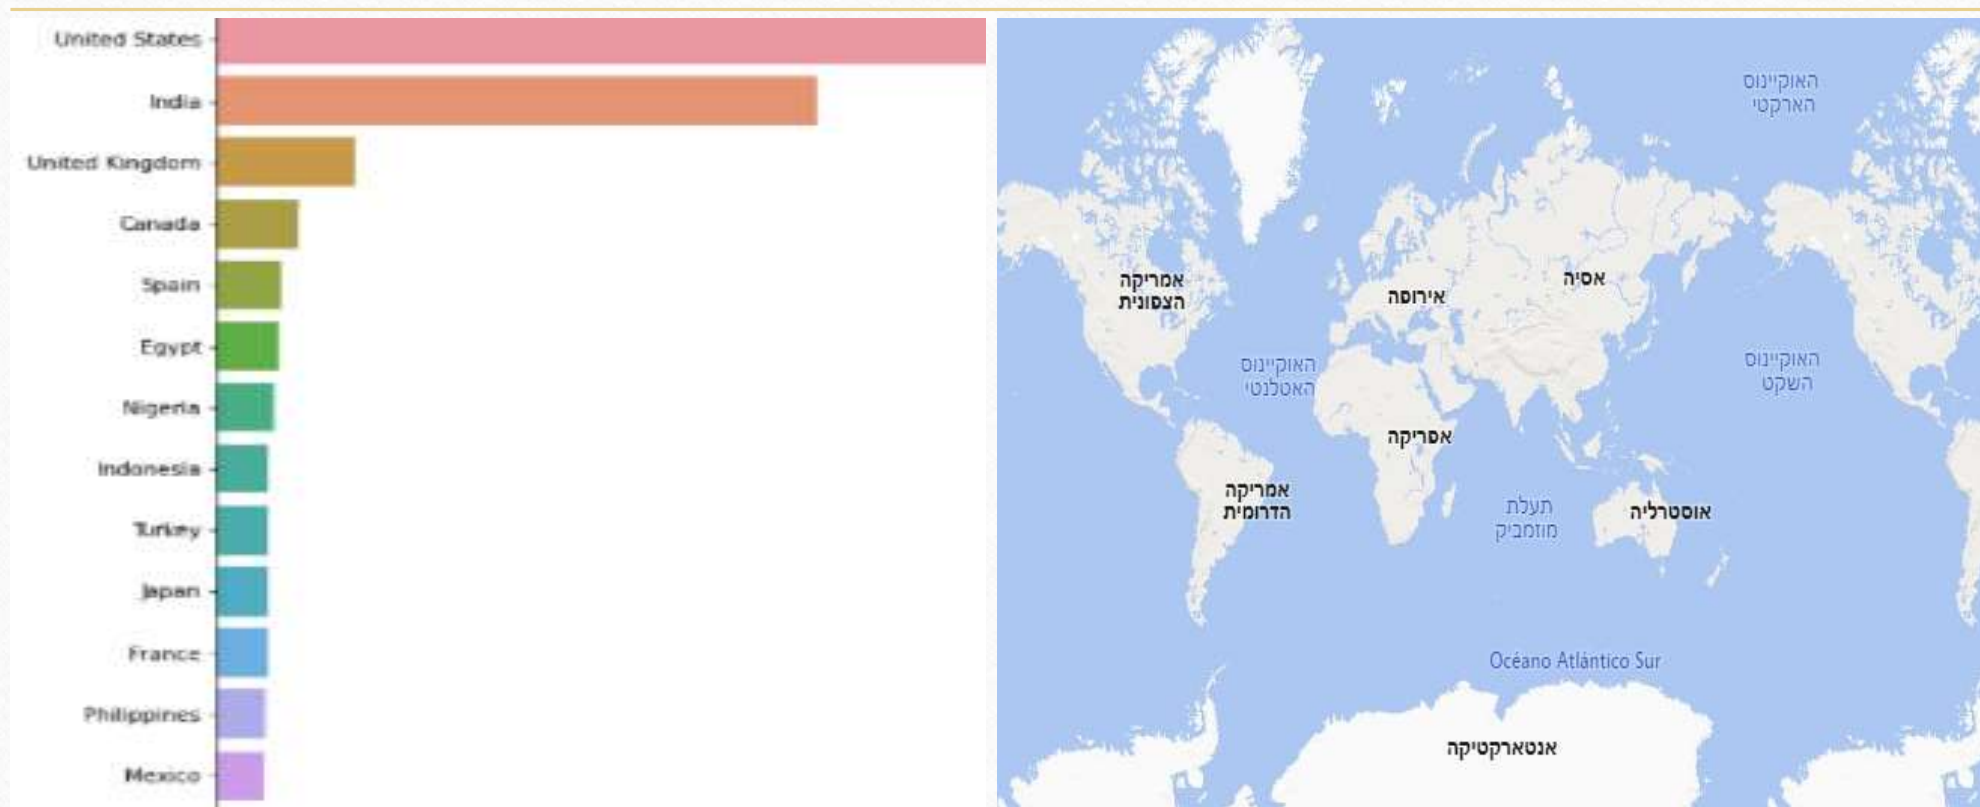 United States
India
United Kingdom
Canada
Spain
Egypt
Nigeria
Indonesia
Turkey
Japan
France
Philippines
Mexico
האוקיינוס
הארקטי
אמריקה
הצפונית
אירופה
אסיה
האוקיינוס
האטלנטי
האוקיינוס
השקט
אפריקה
אמריקה
הדרומית
תעלת
מוזמביק
אוסטרליה
Océano Atlántico Sur
אנטארקטיקה